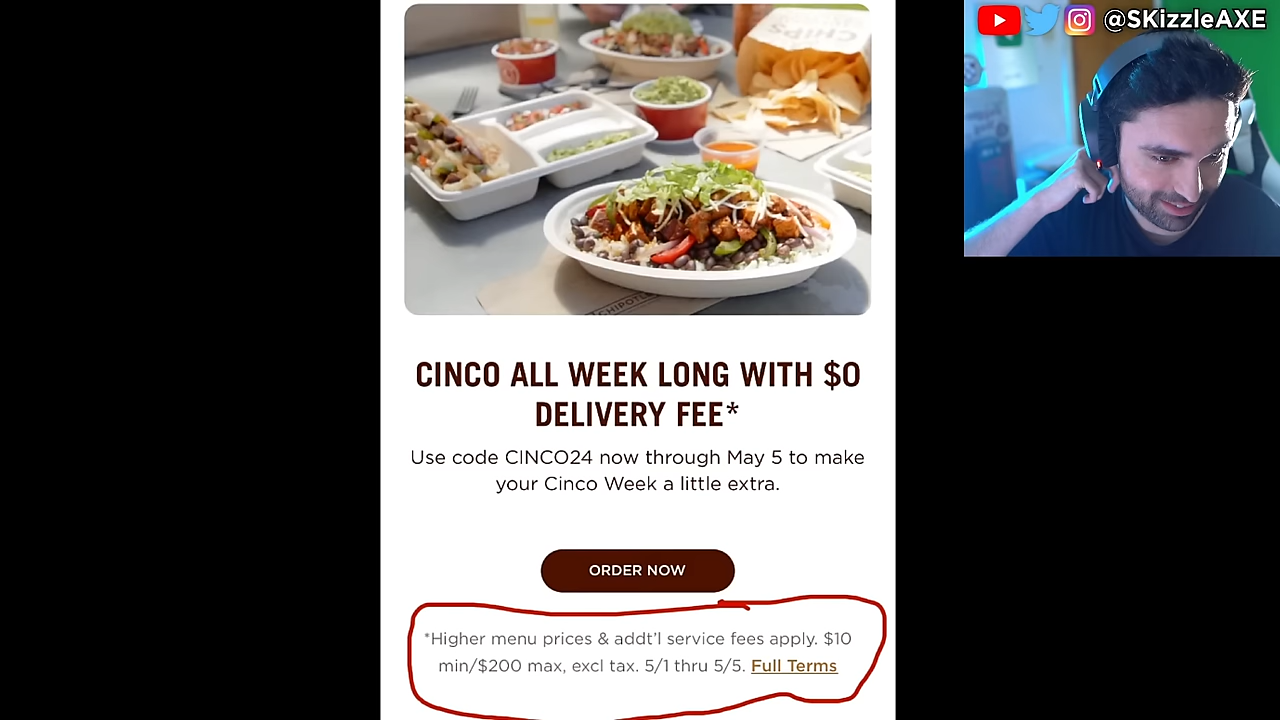 @SKizzleAXE
CHIPS
CHIPOTLE
CINCO ALL WEEK LONG WITH $0
DELIVERY FEE*
Use code CINCO24 now through May 5 to make
your Cinco Week a little extra.
ORDER NOW
*Higher menu prices & addt'l service fees apply. $10
min/$200 max, excl tax. 5/1 thru 5/5. Full Terms